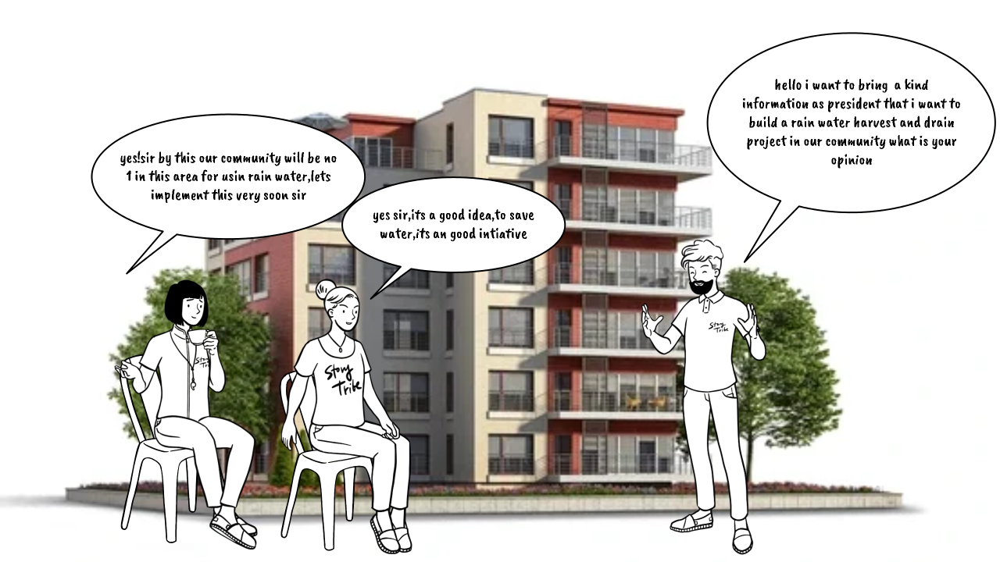 hello i want to bring a kind
information as president that i want to
build a rain water harvest and drain
project in our community what is your
opinion
yes!sir by this our community will be no
1 in this area for usin rain water,lets
implement this very soon sir
yes sir,its a good idea,to save
water,its an good intiative
Story
Tribe
Story
Tribe